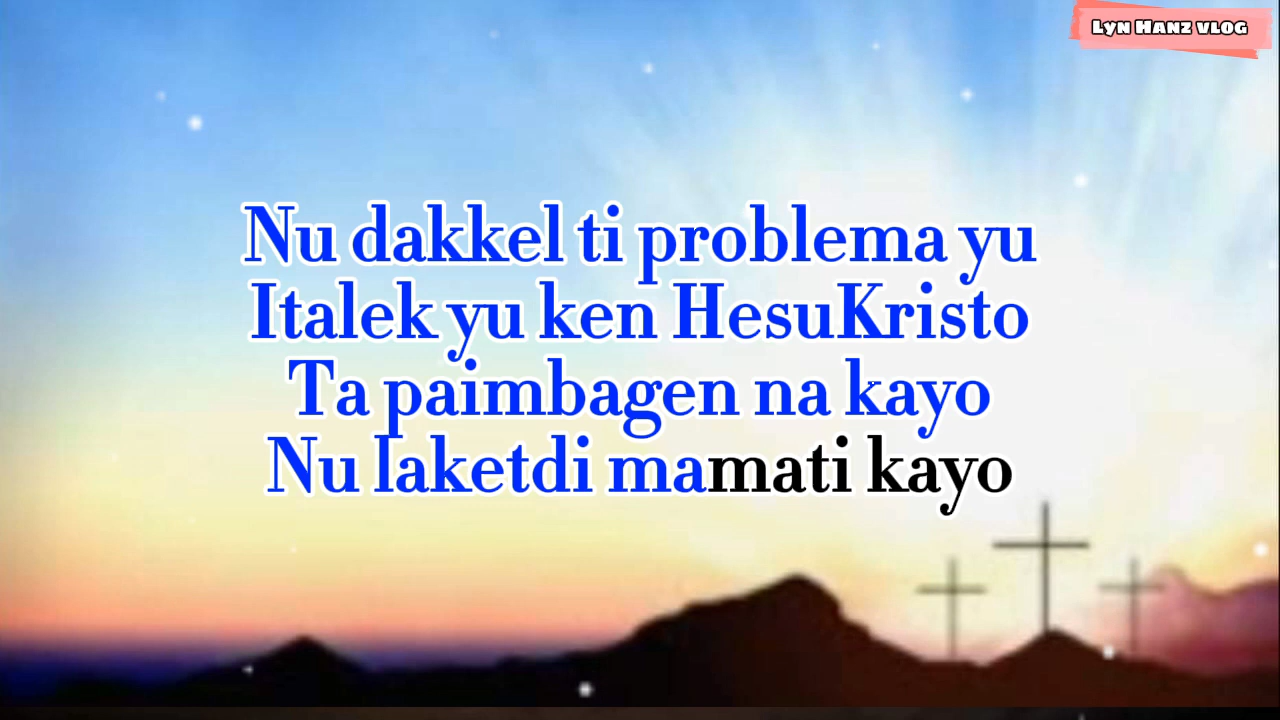 Lyn Hanz vlog
Nu dakkel ti problema yu
Italek yu ken HesuKristo
Ta paimbagen na kayo
Nu laketdi mamati kayo